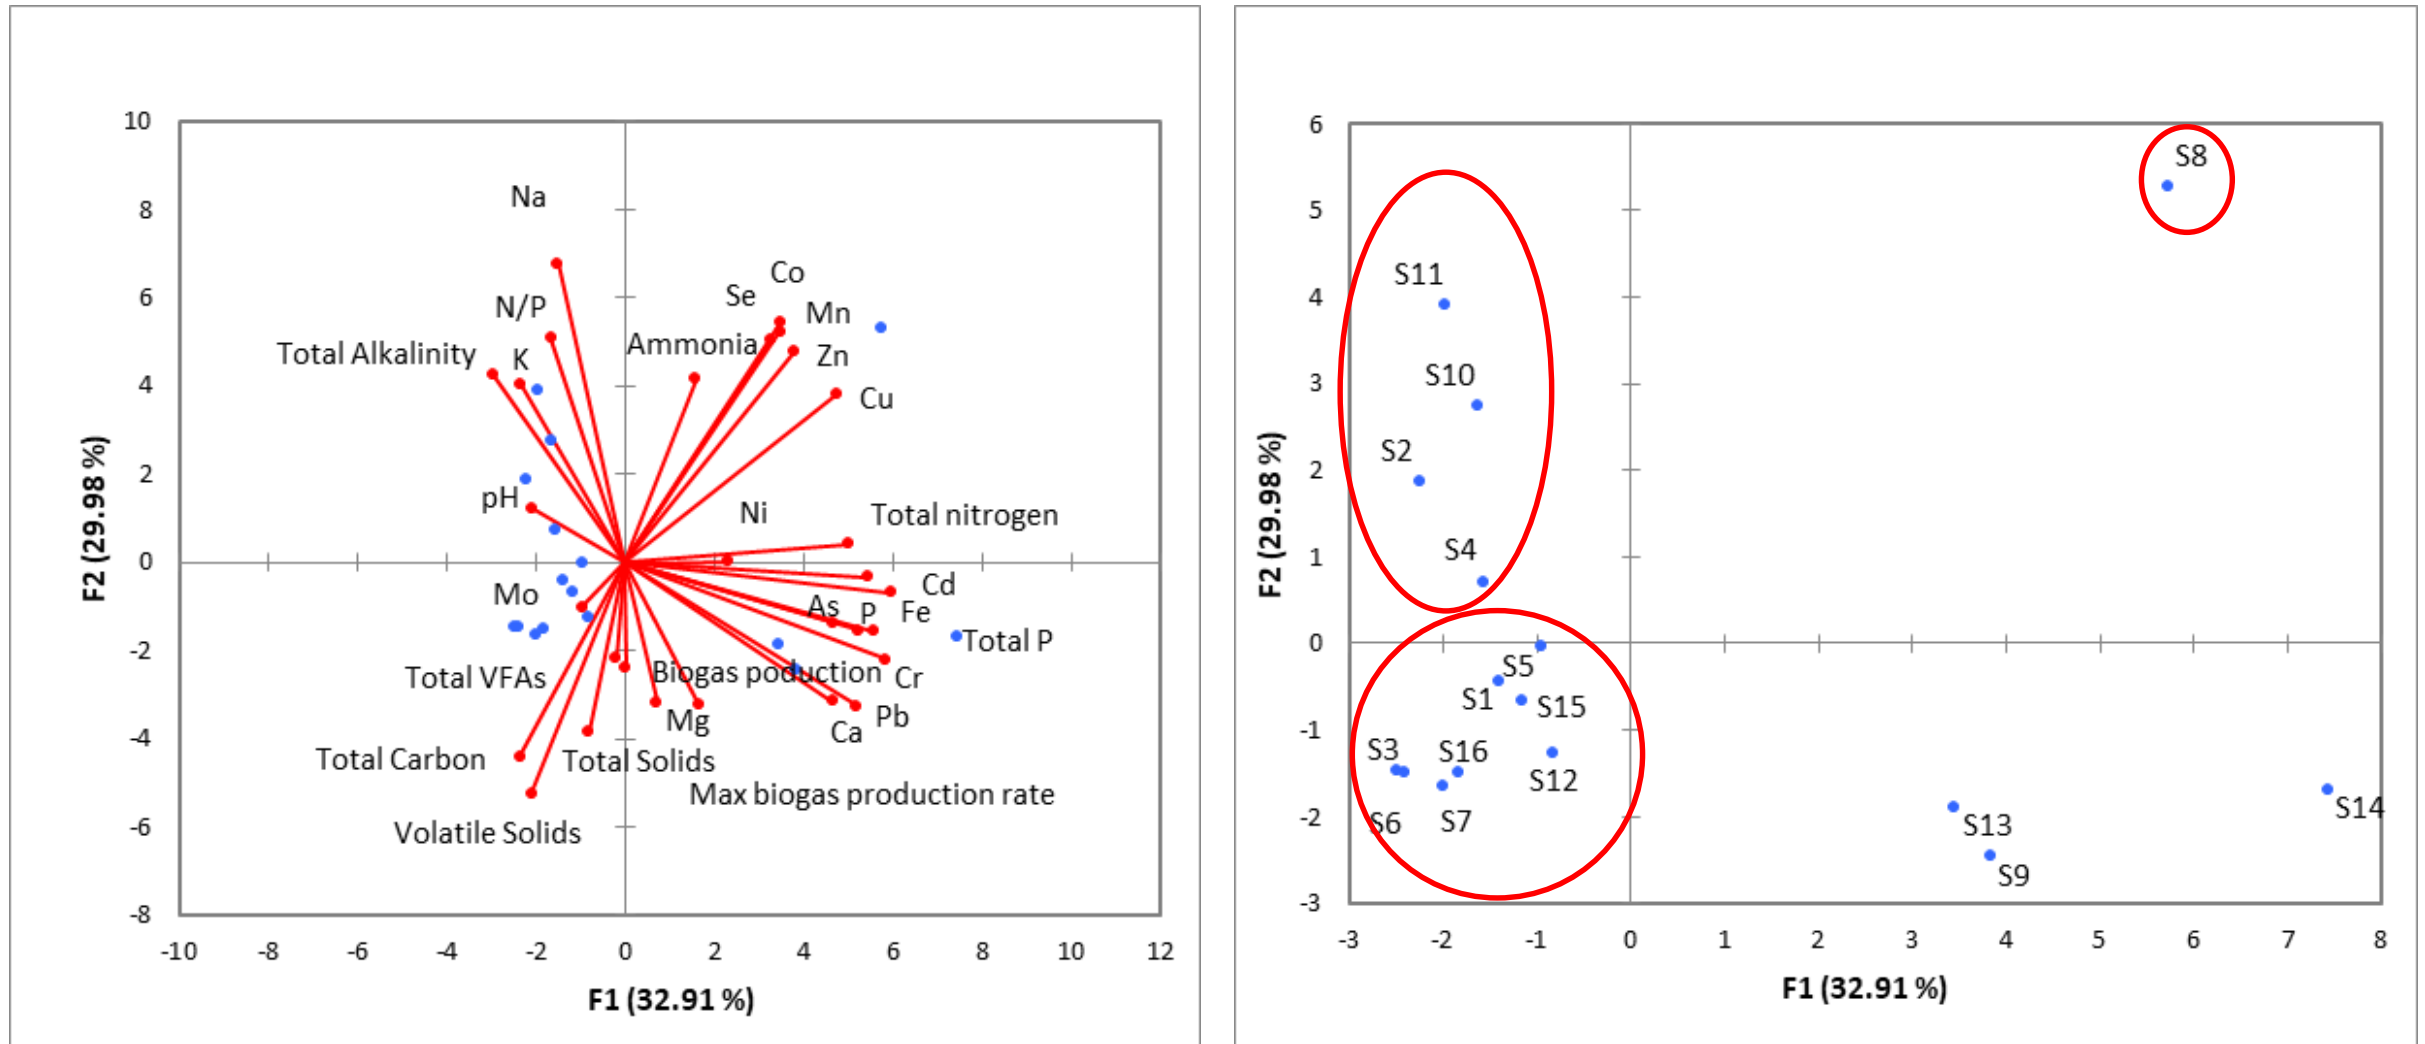 10
8
6
4
2
0
-2
-4
-6
-8
-10
-8
-6
-4
-2
0
2
4
6
8
10
12
F2 (29.98 %)
F1 (32.91 %)
Na
Co
Se
N/P
Mn
Ammonia
Total Alkalinity
K
Zn
Cu
pH
Ni
Total nitrogen
Cd
Mo
As
P
Fe
Total P
Total VFAs
Biogas poduction
Cr
Mg
Pb
Ca
Total Carbon
Total Solids
Max biogas production rate
Volatile Solids
6
5
4
3
2
1
0
-1
-2
-3
-3
-2
-1
0
1
2
3
4
5
6
7
8
F2 (29.98 %)
F1 (32.91 %)
S8
S11
S10
S2
S4
S5
S1
S15
S3
S16
S12
S6
S7
S14
S13
S9